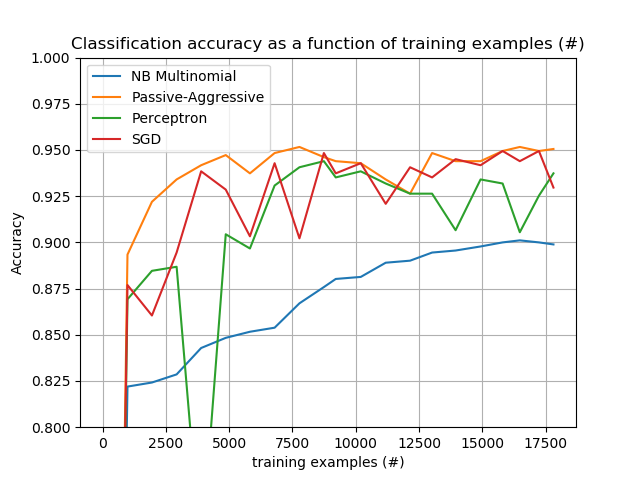 Classification accuracy as a function of training examples (#)
1.000
0.975
0.950
0.925
0.900
0.875
0.850
0.825
0.800
Accuracy
NB Multinomial
Passive-Aggressive
Perceptron
SGD
0 2500 5000 7500 10000 12500 15000 17500
training examples (#)